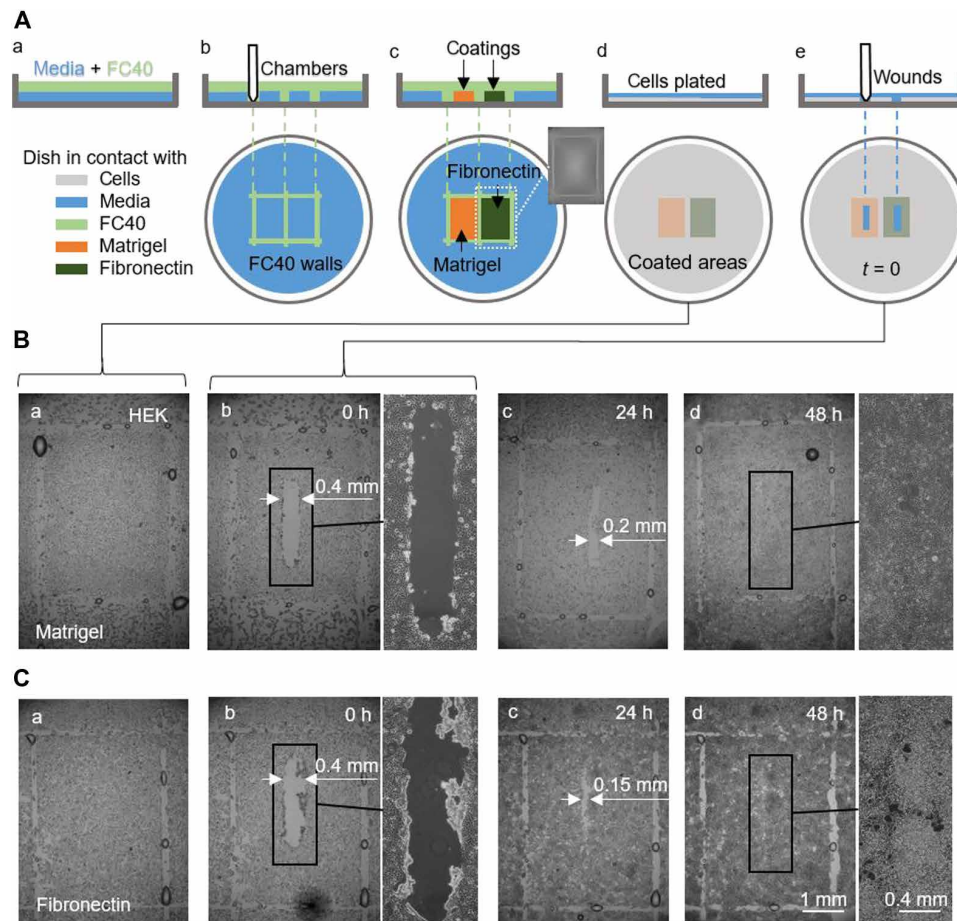 A
a
b
c
d
e
Media + FC40
Chambers
Coatings
Cells plated
Wounds
Dish in contact with
Cells
Media
FC40
Matrigel
Fibronectin
FC40 walls
Fibronectin
Matrigel
Coated areas
t = 0
B
a
HEK
Matrigel
b
0 h
0.4 mm
c
24 h
0.2 mm
d
48 h
C
a
Fibronectin
b
0 h
0.4 mm
c
24 h
0.15 mm
d
48 h
1 mm
0.4 mm